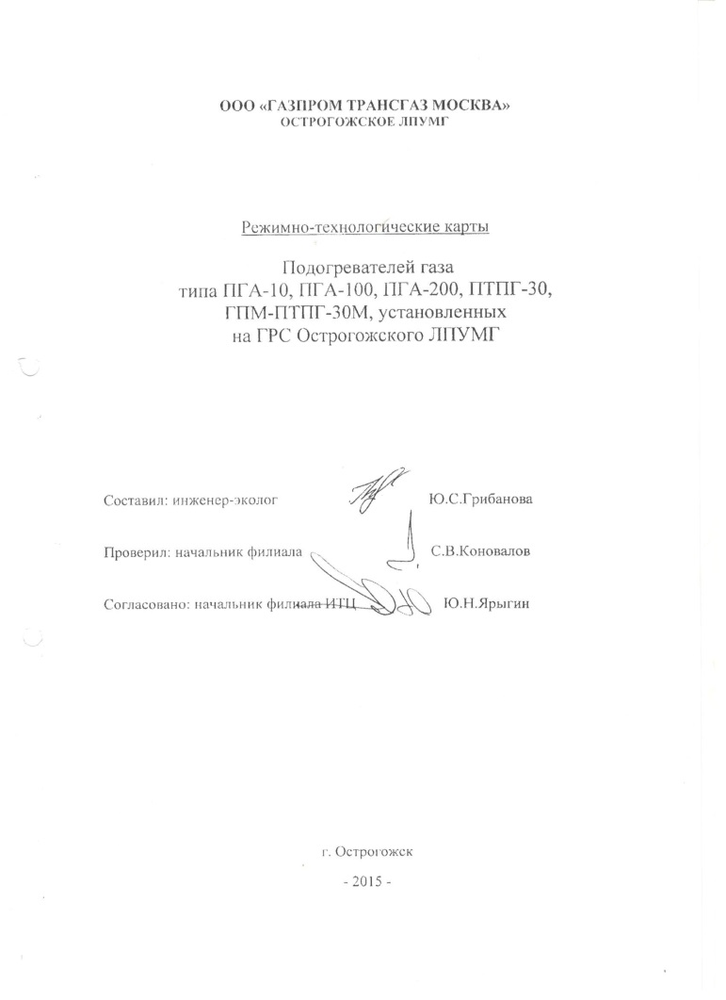 ООО «ГАЗПРОМ ТРАНСГАЗ МОСКВА»
ОСТРОГОЖСКОЕ ЛПУМГ
Режимно-технологические карты
Подогревателей газа
типа ПГА-10, ПГА-100, ПГА-200, ПТПГ-30,
ГПМ-ПТПГ-30М, установленных
на ГРС Острогожского ЛПУМГ
Составил: инженер-эколог Ю.С.Грибанова
Проверил: начальник филиала С.В.Коновалов
Согласовано: начальник филиала ИТЦ Ю.Н.Ярыгин
г. Острогожск
- 2015 -